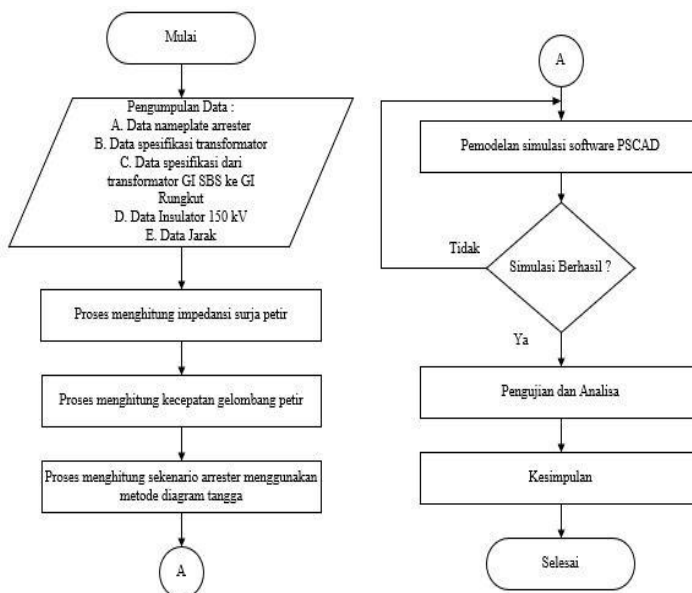 Mulai
Pengumpulan Data :
A. Data nameplate arrester
B. Data spesifikasi transformator
C. Data spesifikasi dari
transformator GI SBS ke GI
Rungkut
D. Data Insulator 150 kV
E. Data Jarak
Proses menghitung impedansi surja petir
Proses menghitung kecepatan gelombang petir
Proses menghitung sekenario arrester menggunakan
metode diagram tangga
A
A
Pemodelan simulasi software PSCAD
Tidak
Simulasi Berhasil ?
Ya
Pengujian dan Analisa
Kesimpulan
Selesai